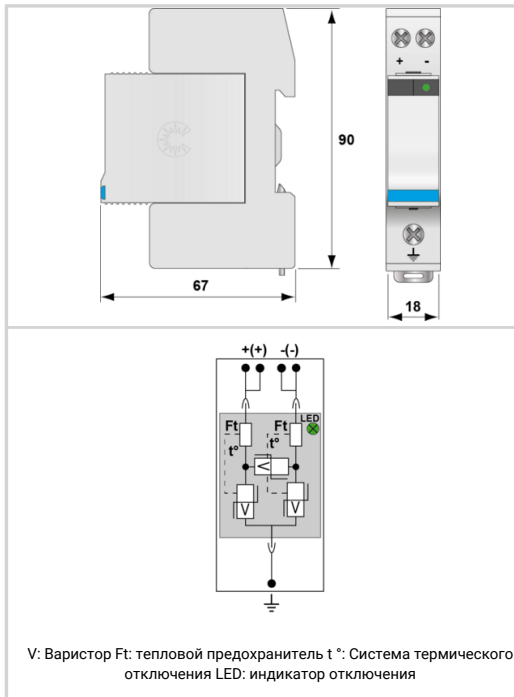 + -
90
67
18
+(+) -(-)
LED
Ft Ft
t° t°
V
V V
V: Варистор Ft: тепловой предохранитель t °: Система термического
отключения LED: индикатор отключения